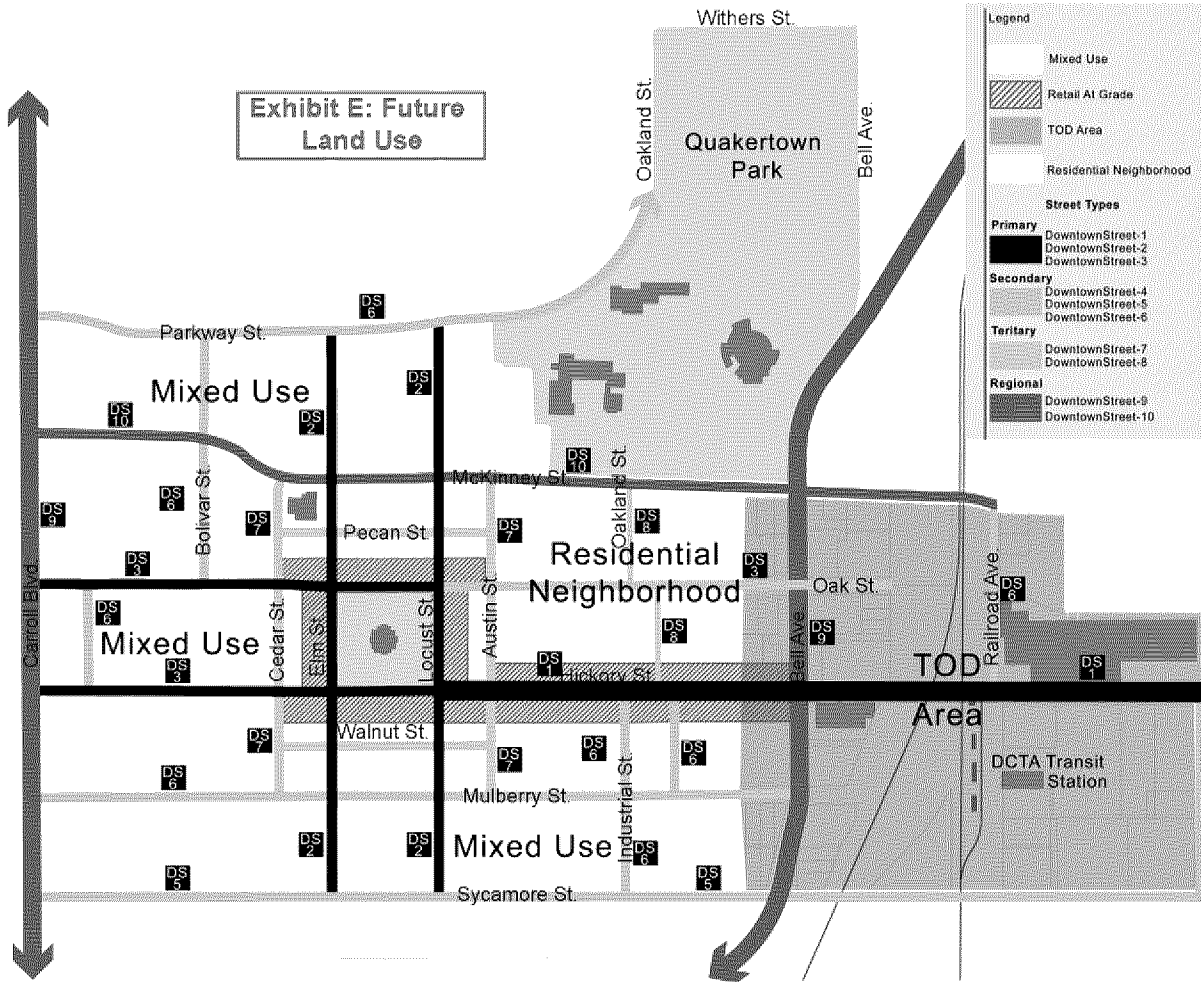 Withers St.
Legend
Mixed Use
Retail At Grade
TOD Area
Residential Neighborhood
Street Types
Primary
DowntownStreet-1
DowntownStreet-2
DowntownStreet-3
Secondary
DowntownStreet-4
DowntownStreet-5
DowntownStreet-6
Teritary
DowntownStreet-7
DowntownStreet-8
Regional
DowntownStreet-9
DowntownStreet-10
Exhibit E: Future
Land Use
Oakland St.
Quakertown
Park
Bell Ave.
DS
6
Parkway St.
Mixed Use
DS
2
DS
10
DS
2
McKinney St.
DS
10
Oakland St.
Bolivar St.
DS
6
DS
9
DS
7
Pecan St.
DS
7
DS
8
Residential
Neighborhood
DS
3
DS
3
Oak St.
Carroll Blvd
DS
6
Mixed Use
DS
3
Cedar St.
Elm St.
Locust St.
Austin St.
DS
8
DS
1
Hickory St.
Bell Ave
DS
9
Railroad Ave
DS
6
DS
1
TOD
Area
Walnut St.
DS
7
DS
7
DS
6
DS
6
DS
6
Mulberry St.
Industrial St.
DCTA Transit
Station
DS
2
DS
2
Mixed Use
DS
6
DS
5
DS
5
Sycamore St.